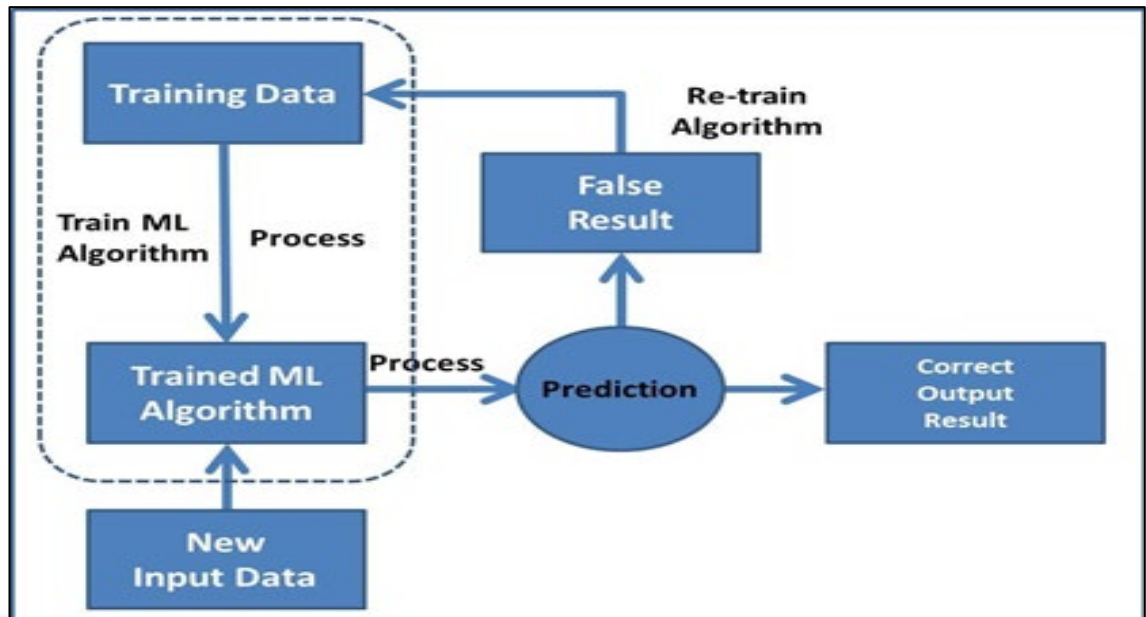 Training Data
Re-train
Algorithm
False
Result
Train ML
Algorithm
Process
Trained ML
Algorithm
Process
Prediction
Correct
Output
Result
New
Input Data